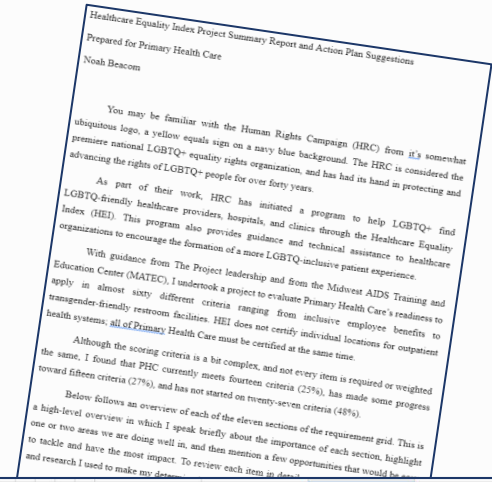 Healthcare Equality Index Project Summary Report and Action Plan Suggestions
Prepared for Primary Health Care
Noah Beacom
You may be familiar with the Human Rights Campaign (HRC) from it's somewhat
ubiquitous logo, a yellow equals sign on a navy blue background. The HRC is considered the
premiere national LGBTQ+ equality rights organization, and has had its hand in protecting and
advancing the rights of LGBTQ+ people for over forty years.
As part of their work, HRC has initiated a program to help LGBTQ+ find
LGBTQ-friendly healthcare providers, hospitals, and clinics through the Healthcare Equality
Index (HEI). This program also provides guidance and technical assistance to healthcare
organizations to encourage the formation of a more LGBTQ-inclusive patient experience.
With guidance from The Project leadership and from the Midwest AIDS Training and
Education Center (MATEC), I undertook a project to evaluate Primary Health Care's readiness to
apply in almost sixty different criteria ranging from inclusive employee benefits to
transgender-friendly restroom facilities. HEI does not certify individual locations for outpatient
health systems; all of Primary Health Care must be certified at the same time.
Although the scoring criteria is a bit complex, and not every item is required or weighted
the same, I found that PHC currently meets fourteen criteria (25%), has made some progress
toward fifteen criteria (27%), and has not started on twenty-seven criteria (48%).
Below follows an overview of each of the eleven sections of the requirement grid. This is
a high-level overview in which I speak briefly about the importance of each section, highlight
one or two areas we are doing well in, and then mention a few opportunities that would be
to tackle and have the most impact. To review each item in
and research I used to make my